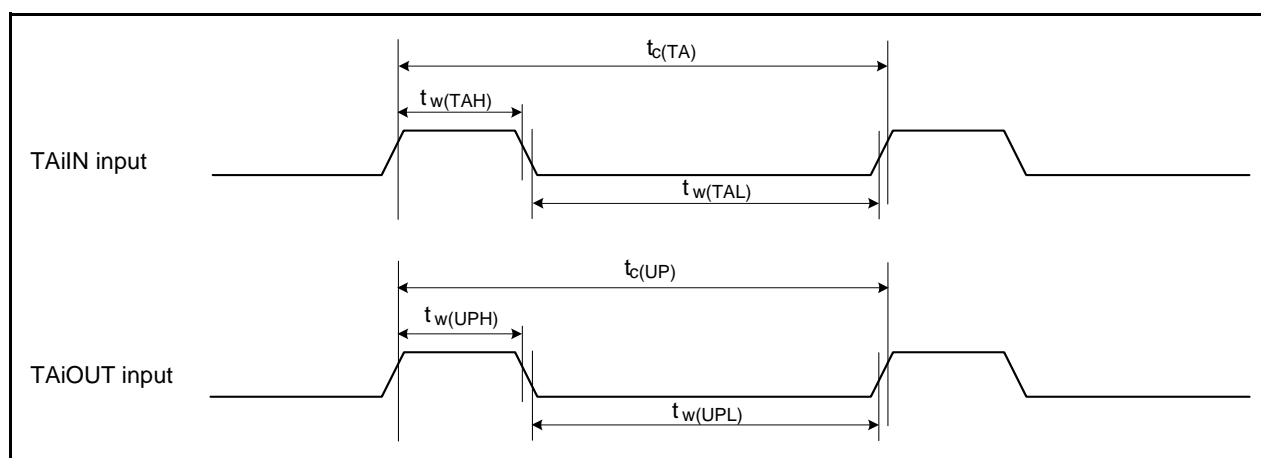 tc(TA)
tw(TAH)
TAiIN input
tw(TAL)
tc(UP)
tw(UPH)
TAiOUT input
tw(UPL)